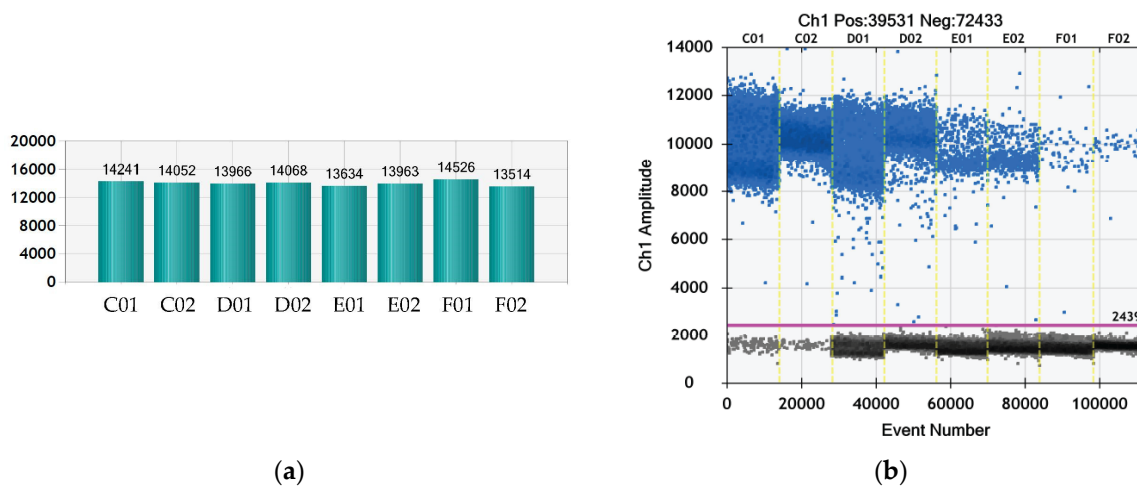 20000
16000
12000
8000
4000
0
14241 14052 13966 14068 13634 13963 14526 13514
C01 C02 D01 D02 E01 E02 F01 F02
(a)
Ch1 Pos:39531 Neg:72433
C01 C02 D01 D02 E01 E02 F01 F02
Ch1 Amplitude
14000
12000
10000
8000
6000
4000
2000
0
2439
0 20000 40000 60000 80000 100000
Event Number
(b)